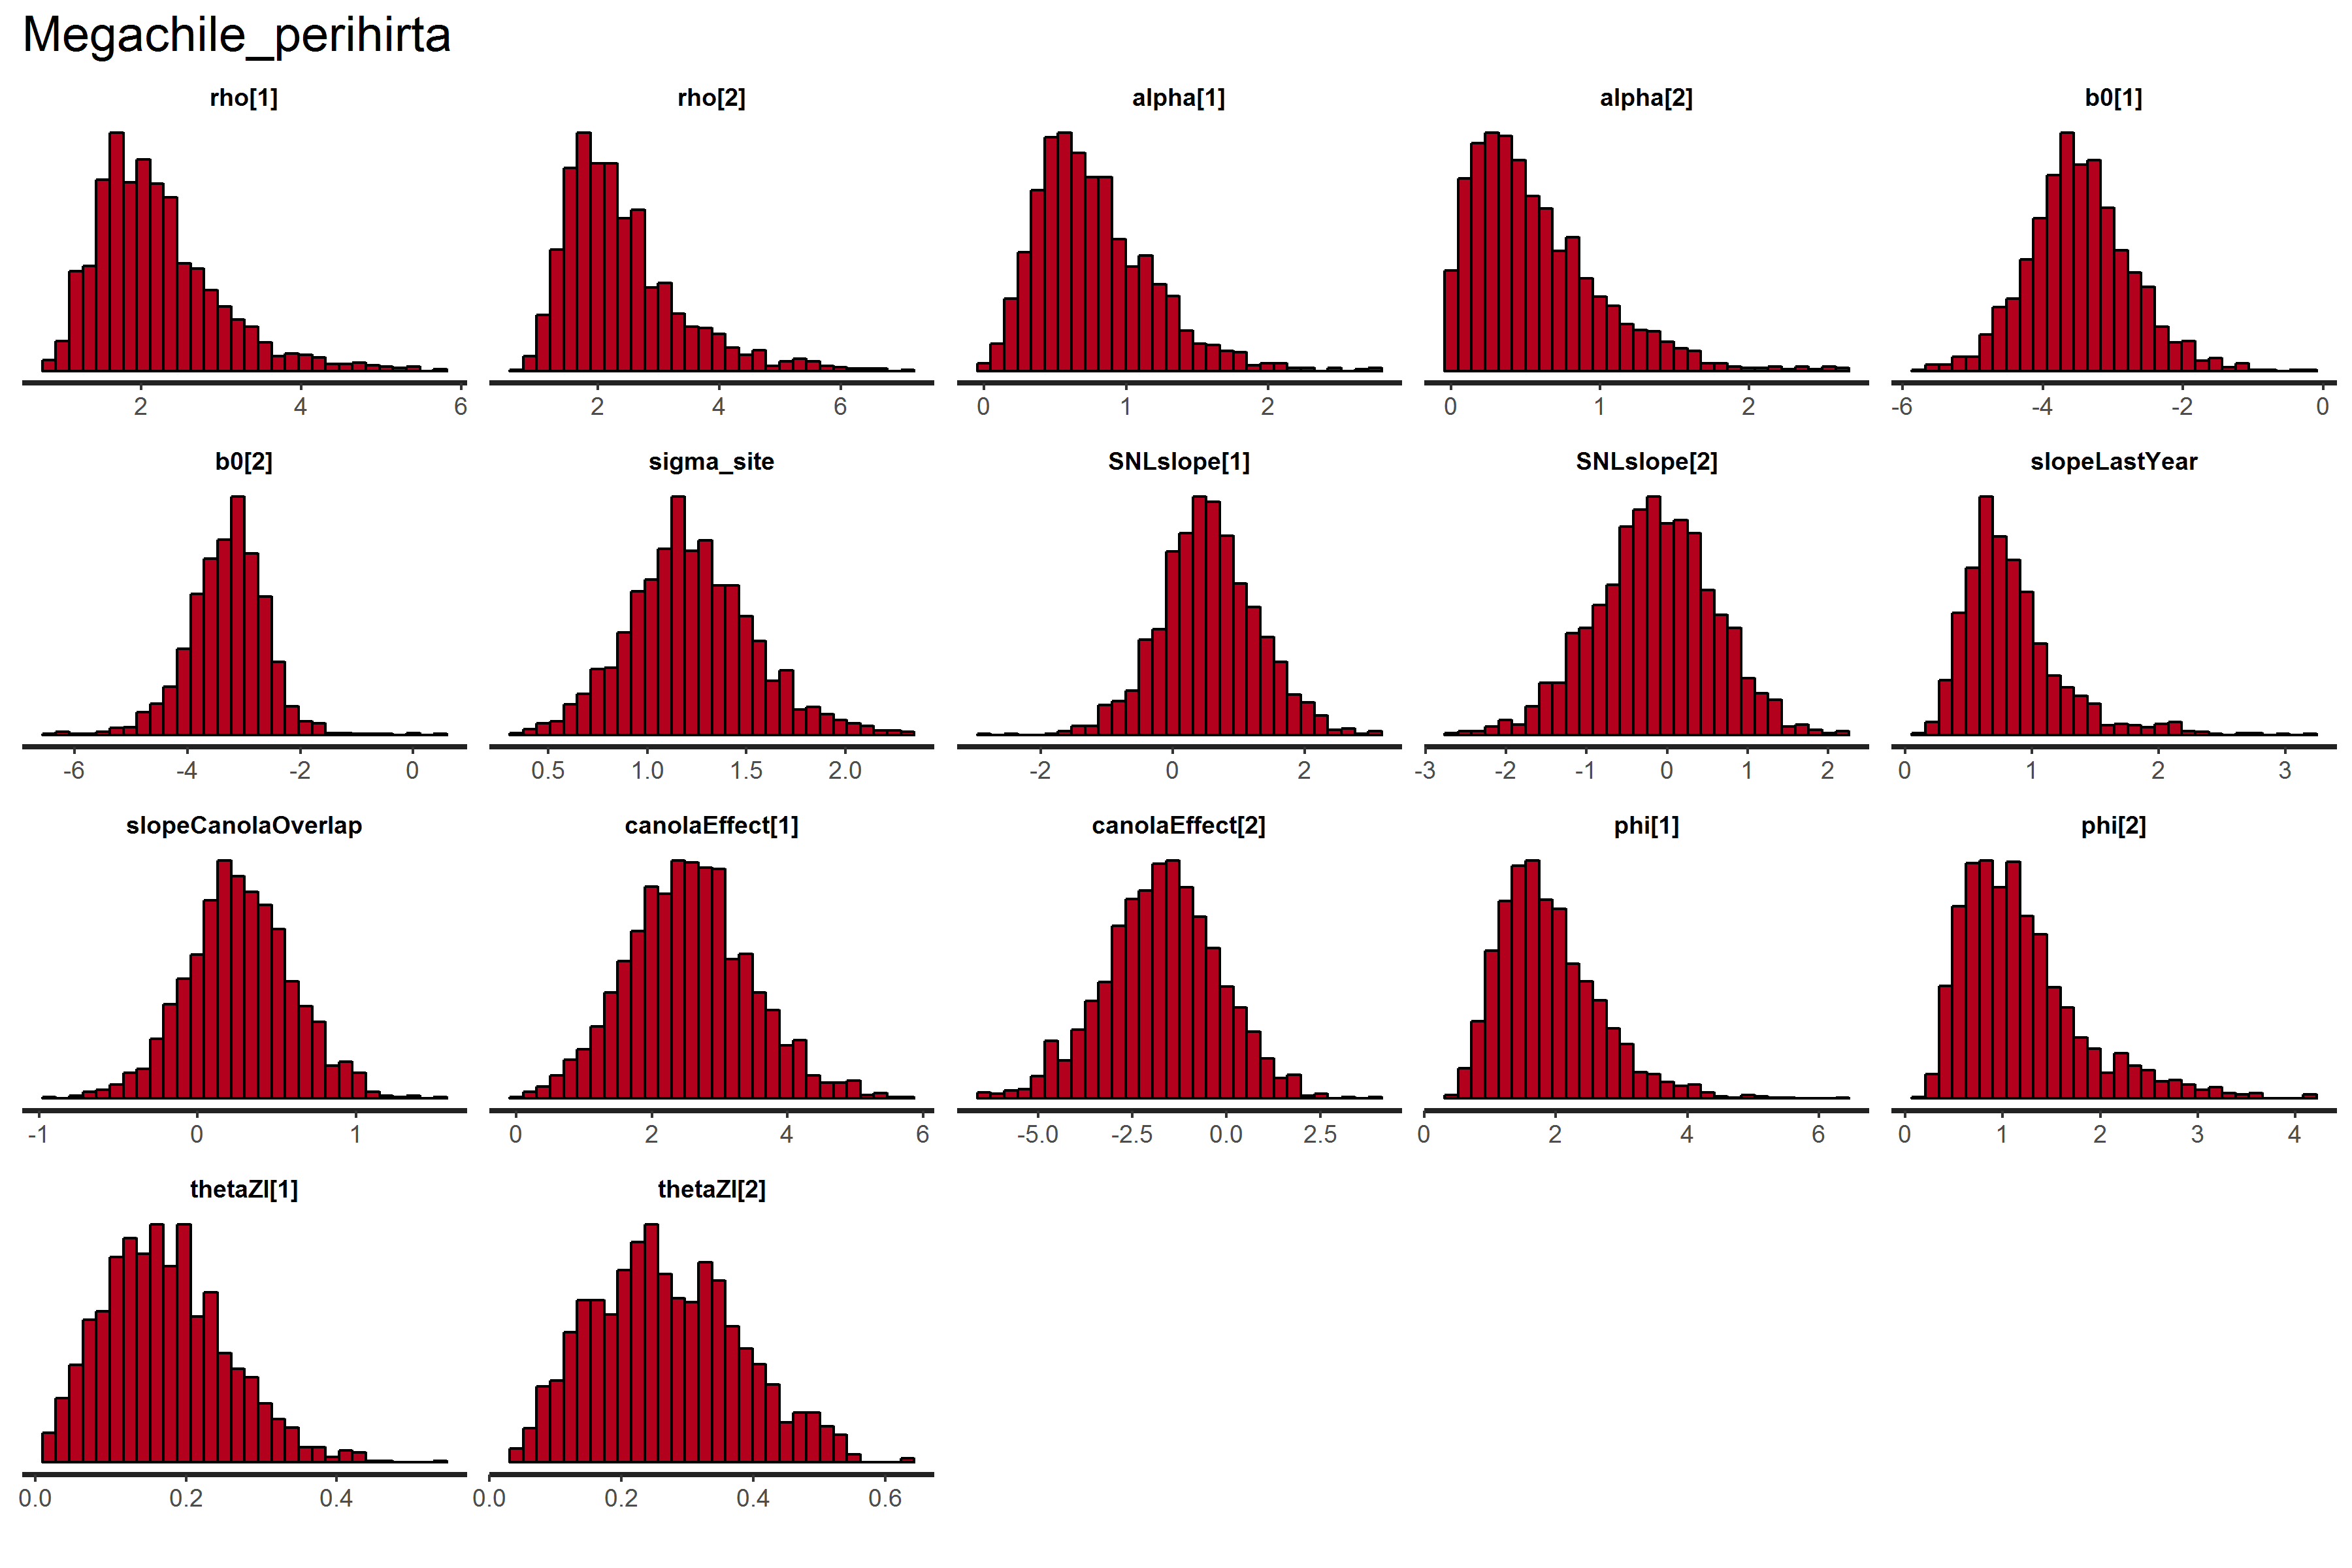 Megachile_perihirta
rho[1] rho[2] alpha[1] alpha[2] b0[1]
2 4 6 2 4 6 0 1 2 0 1 2 -6 -4 -2 0
b0[2] sigma_site SNLslope[1] SNLslope[2] slopeLastYear
-6 -4 -2 0 0.5 1.0 1.5 2.0 -2 0 2 -3 -2 -1 0 1 2 0 1 2 3
slopeCanolaOverlap canolaEffect[1] canolaEffect[2] phi[1] phi[2]
-1 0 1 0 2 4 6 -5.0 -2.5 0.0 2.5 0 2 4 6 0 1 2 3 4
thetaZI[1] thetaZI[2]
0.0 0.2 0.4 0.0 0.2 0.4 0.6